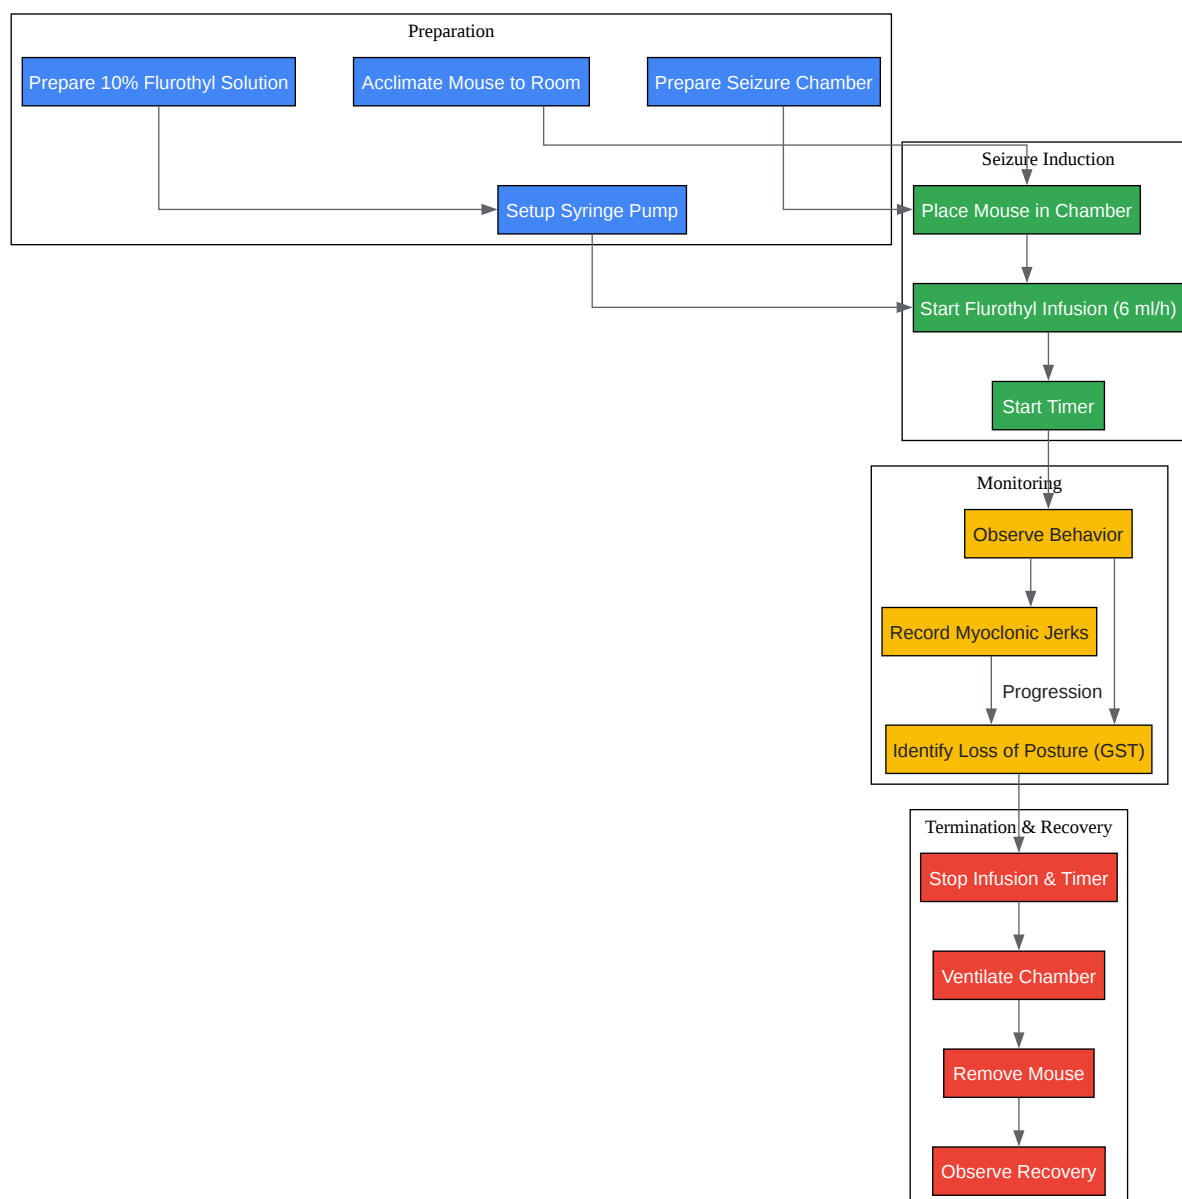 Preparation
Prepare 10% Flurothyl Solution
Acclimate Mouse to Room
Prepare Seizure Chamber
Setup Syringe Pump
Seizure Induction
Place Mouse in Chamber
Start Flurothyl Infusion (6 ml/h)
Start Timer
Monitoring
Observe Behavior
Record Myoclonic Jerks
Progression
Identify Loss of Posture (GST)
Termination & Recovery
Stop Infusion & Timer
Ventilate Chamber
Remove Mouse
Observe Recovery